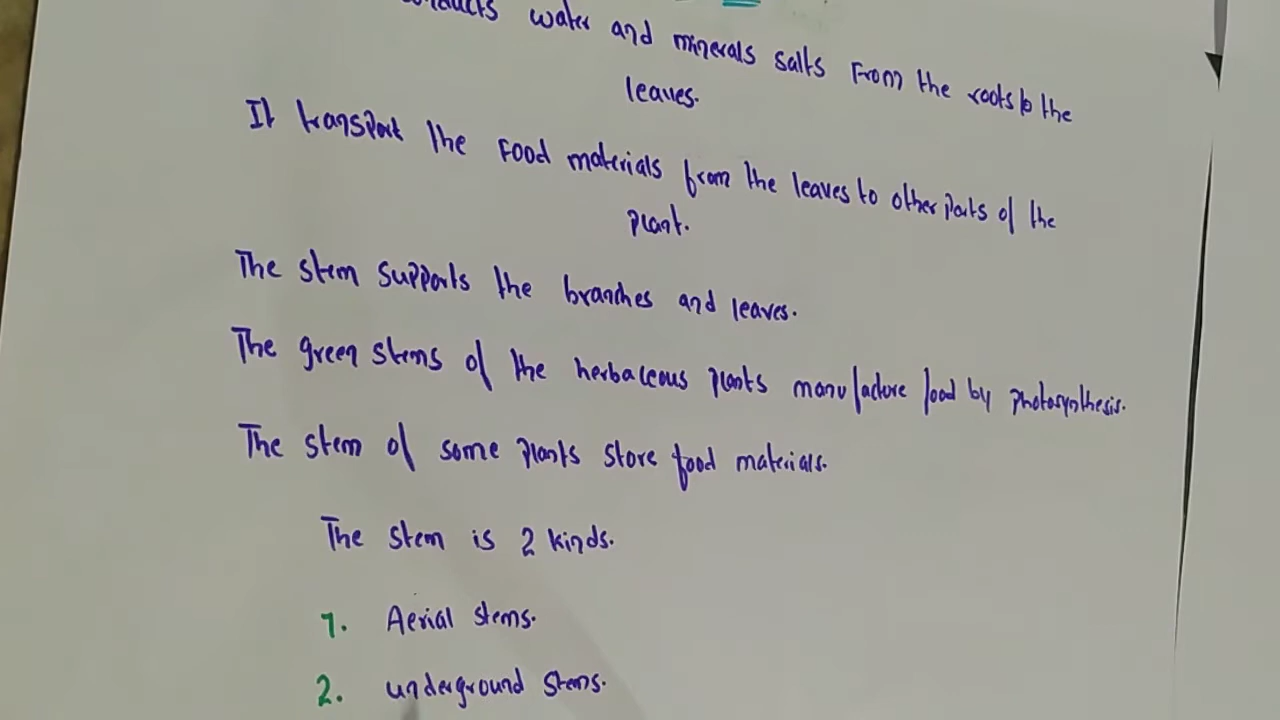 water and minerals salts From the roots to the
leaves.
It transport the Food materials from the leaves to other Parts of the
Plant.
The stem supports the branches and leaves.
The green stems of the herbaceous plants manufacture food by photosynthesis.
The stem of some plants store food materials.
The stem is 2 kinds.
1. Aerial stems.
2. underground stems.